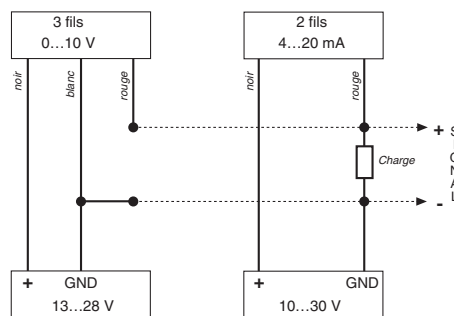 3 fils
0...10 V
2 fils
4...20 mA
noir
blanc
rouge
noir
rouge
+
SIGNAL
Charge
-
+ GND
13...28 V
+ GND
10...30 V